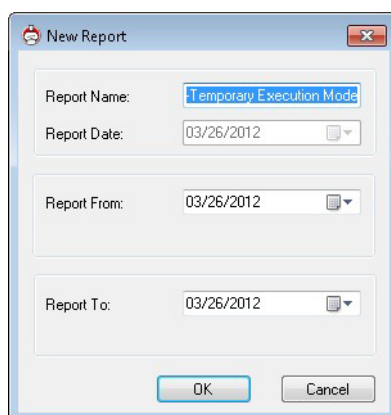 New Report
Report Name: -Temporary Execution Mode
Report Date: 03/26/2012
Report From: 03/26/2012
Report To: 03/26/2012
OK Cancel